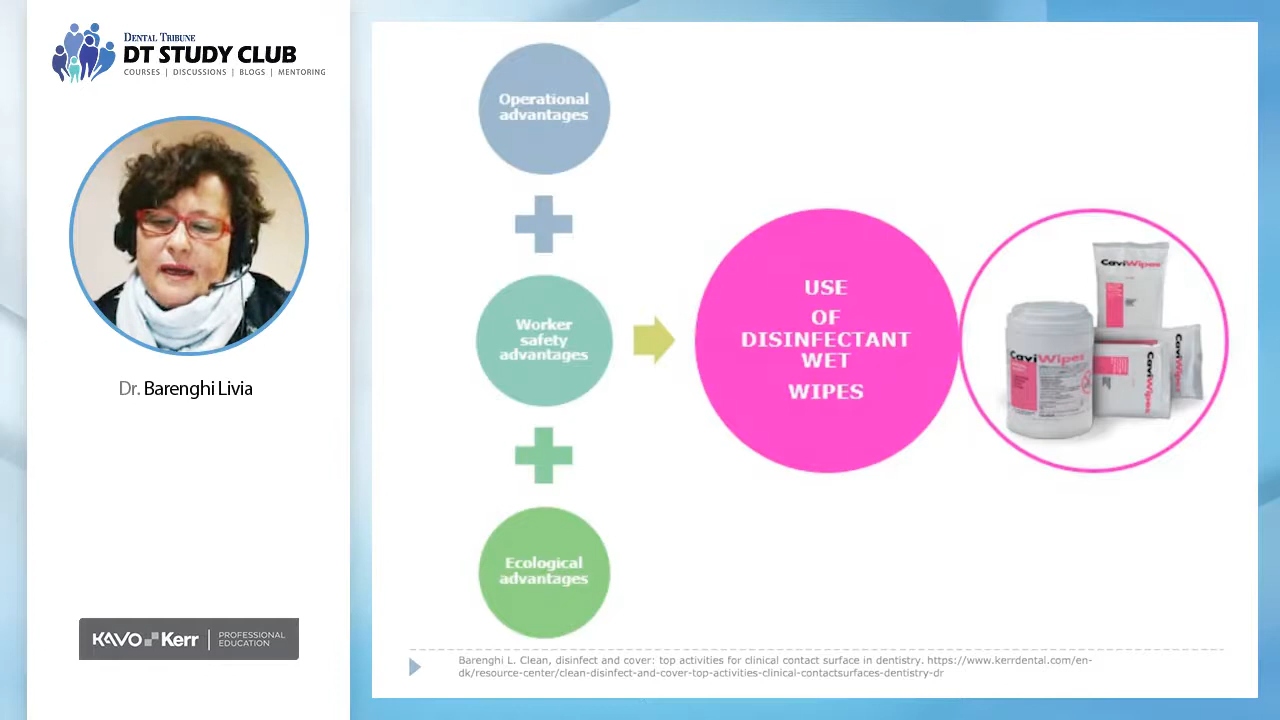 DENTAL TRIBUNE
DT STUDY CLUB
COURSES | DISCUSSIONS | BLOGS | MENTORING
Dr. Barenghi Livia
KAVO Kerr
PROFESSIONAL
EDUCATION
Operational
advantages
Worker
safety
advantages
Ecological
advantages
USE
OF
DISINFECTANT
WET
WIPES
CaviWipes
CaviWipes
CaviWipes
CaviWipes
Barenghi L. Clean, disinfect and cover: top activities for clinical contact surface in dentistry. https://www.kerrdental.com/en-
dk/resource-center/clean-disinfect-and-cover-top-activities-clinical-contactsurfaces-dentistry-dr